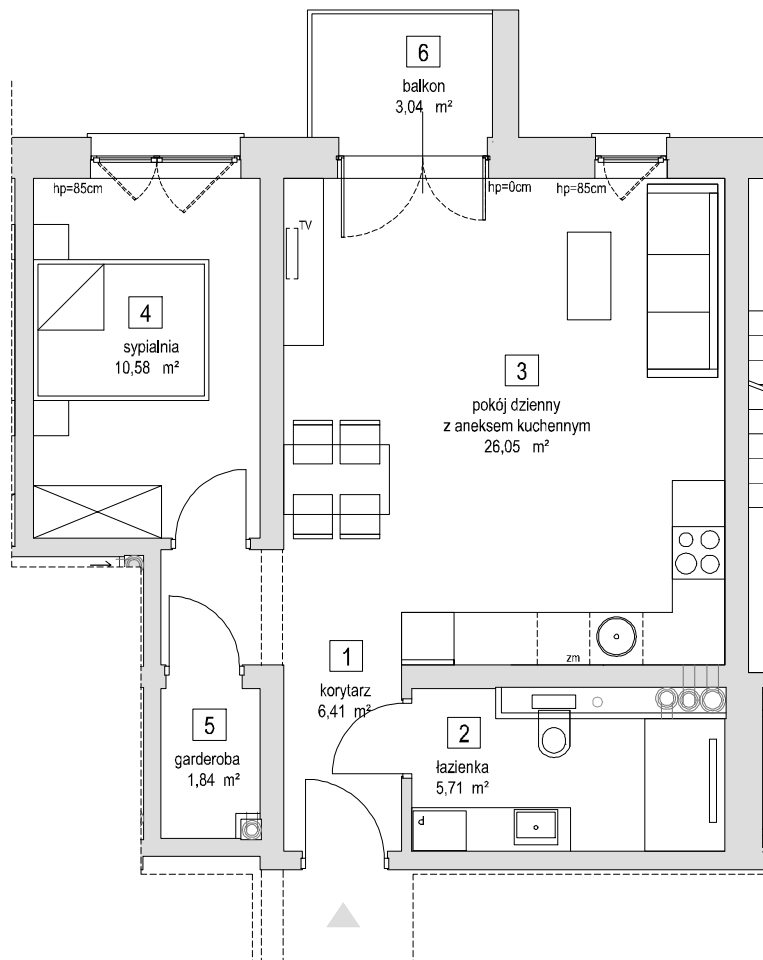 6
balkon
3,04 m²
hp=85cm
hp=0cm
hp=85cm
TV
4
sypialnia
10,58 m²
3
pokój dzienny
z aneksem kuchennym
26,05 m²
zm
1
korytarz
6,41 m²
5
garderoba
1,84 m²
2
łazienka
5,71 m²
p